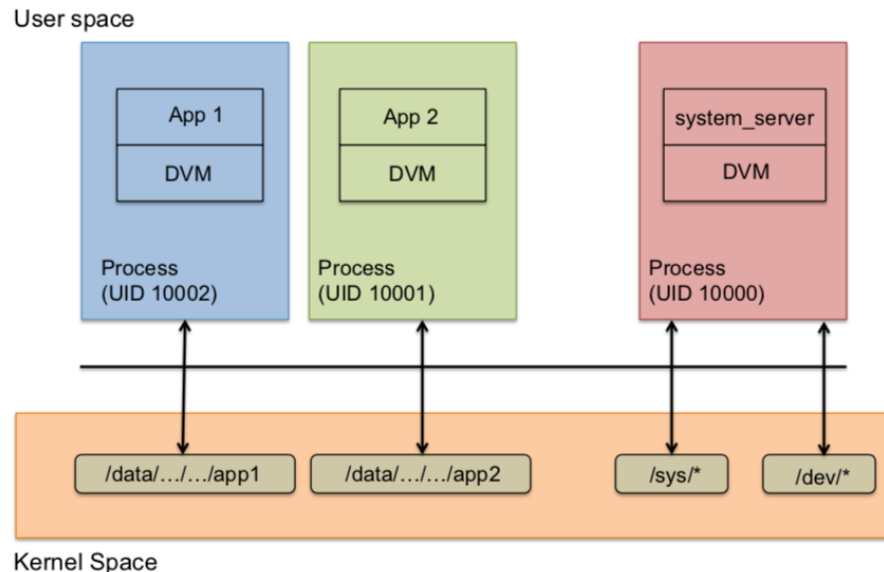 User space
App 1
DVM
Process
(UID 10002)
App 2
DVM
Process
(UID 10001)
system_server
DVM
Process
(UID 10000)
/data/…/…/app1
/data/…/…/app2
/sys/*
/dev/*
Kernel Space